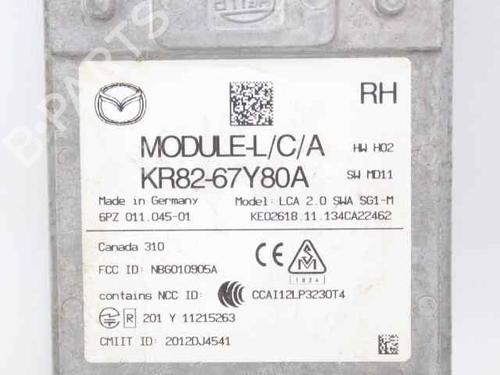 HELLA
B-PARTS
RH
MODULE-L/C/A HW H02
KR82-67Y80A SW MD11
Made in Germany Model: LCA 2.0 SWA SG1-M
6PZ 011.045-01 KE02618.11.134CA22462
Canada 310
FCC ID: NBG010905A
contains NCC ID: CCAI12LP3230T4
R 201 Y 11215263
CMIIT ID: 2012DJ4541